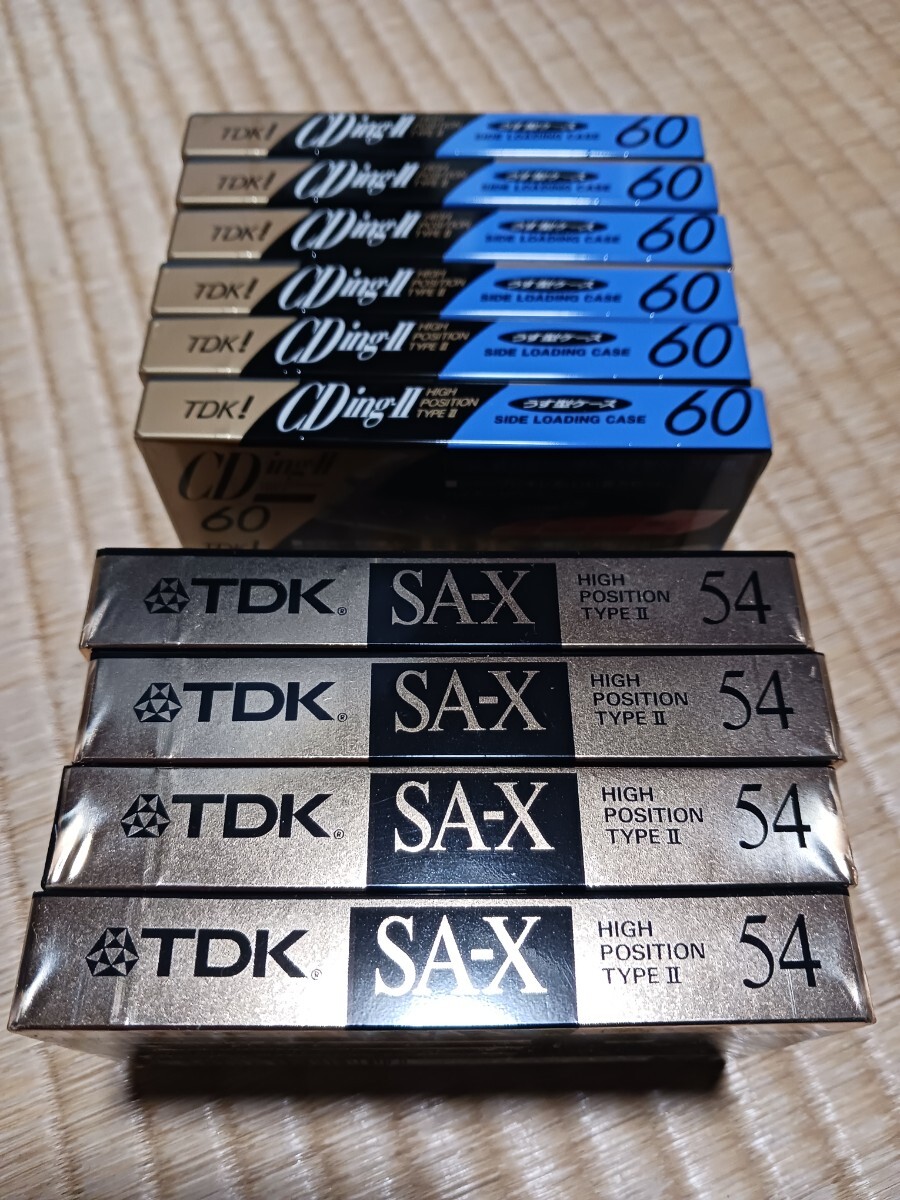 TDK! CDing-II HIGH POSITION TYPE II うす型ケース SIDE LOADING CASE 60
TDK! CDing-II HIGH POSITION TYPE II うす型ケース SIDE LOADING CASE 60
TDK! CDing-II HIGH POSITION TYPE II うす型ケース SIDE LOADING CASE 60
TDK! CDing-II HIGH POSITION TYPE II うす型ケース SIDE LOADING CASE 60
TDK! CDing-II HIGH POSITION TYPE II うす型ケース SIDE LOADING CASE 60
TDK! CDing-II HIGH POSITION TYPE II うす型ケース SIDE LOADING CASE 60
CDing-II
60
TDK!
TDK® SA-X HIGH POSITION TYPE II 54
TDK® SA-X HIGH POSITION TYPE II 54
TDK® SA-X HIGH POSITION TYPE II 54
TDK® SA-X HIGH POSITION TYPE II 54